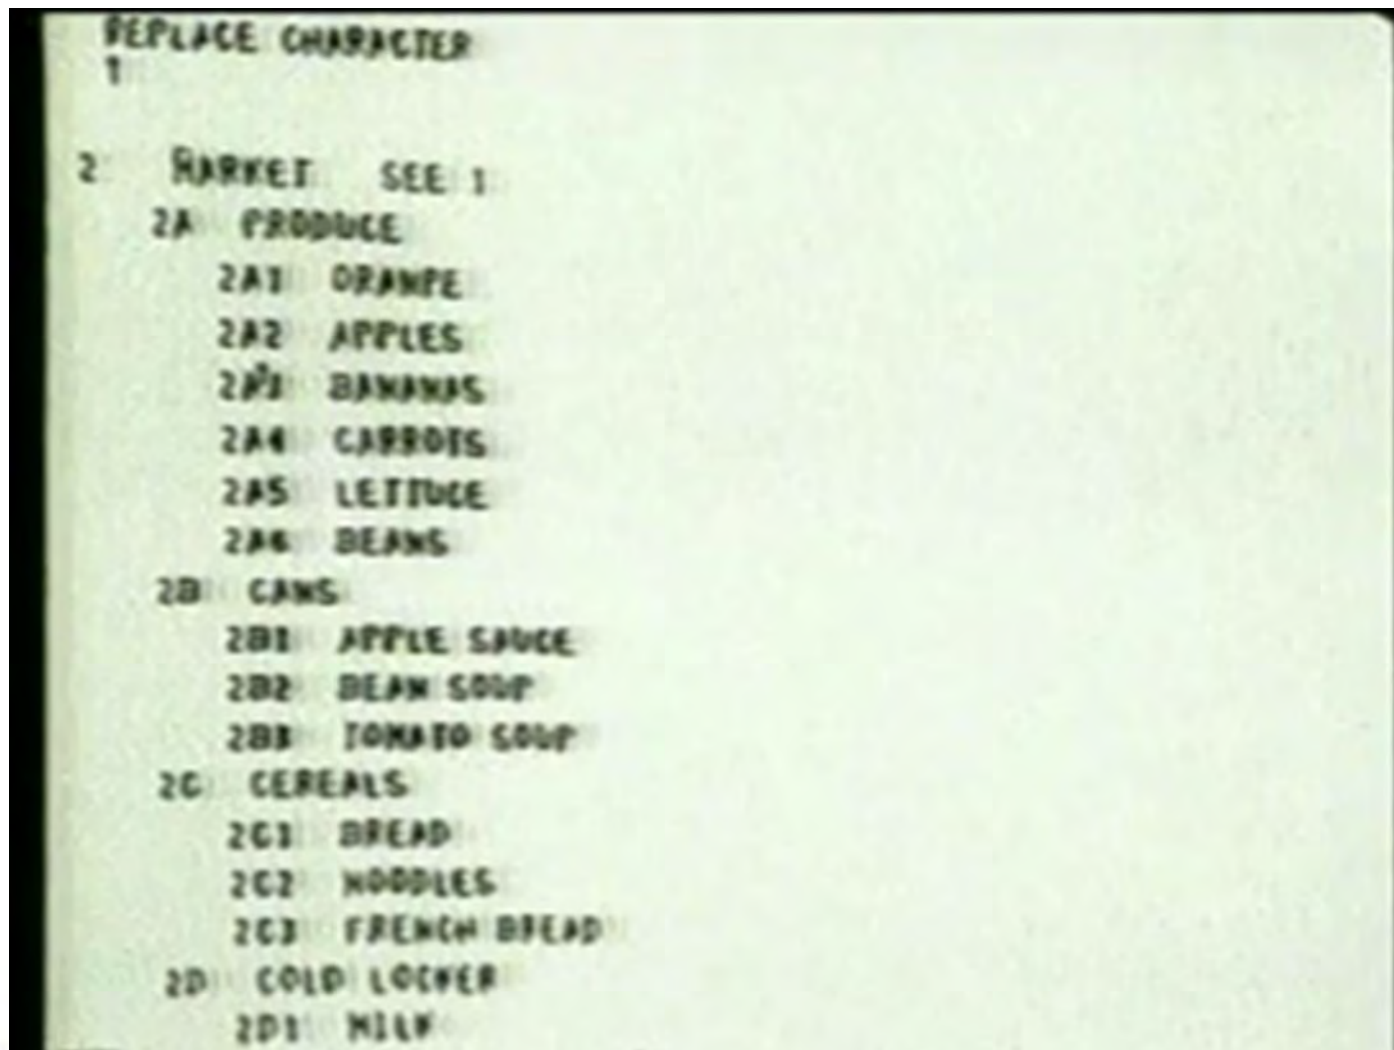 REPLACE CHARACTER
1
2 MARKET SEE 1
2A PRODUCE
2A1 ORANPE
2A2 APPLES
2A3 BANANAS
2A4 CARROTS
2A5 LETTUCE
2A6 BEANS
2B CANS
2B1 APPLE SAUCE
2B2 BEAN SOUP
2B3 TOMATO SOUP
2C CEREALS
2C1 BREAD
2C2 NOODLES
2C3 FRENCH BREAD
2D COLD LOCKER
2D1 MILK